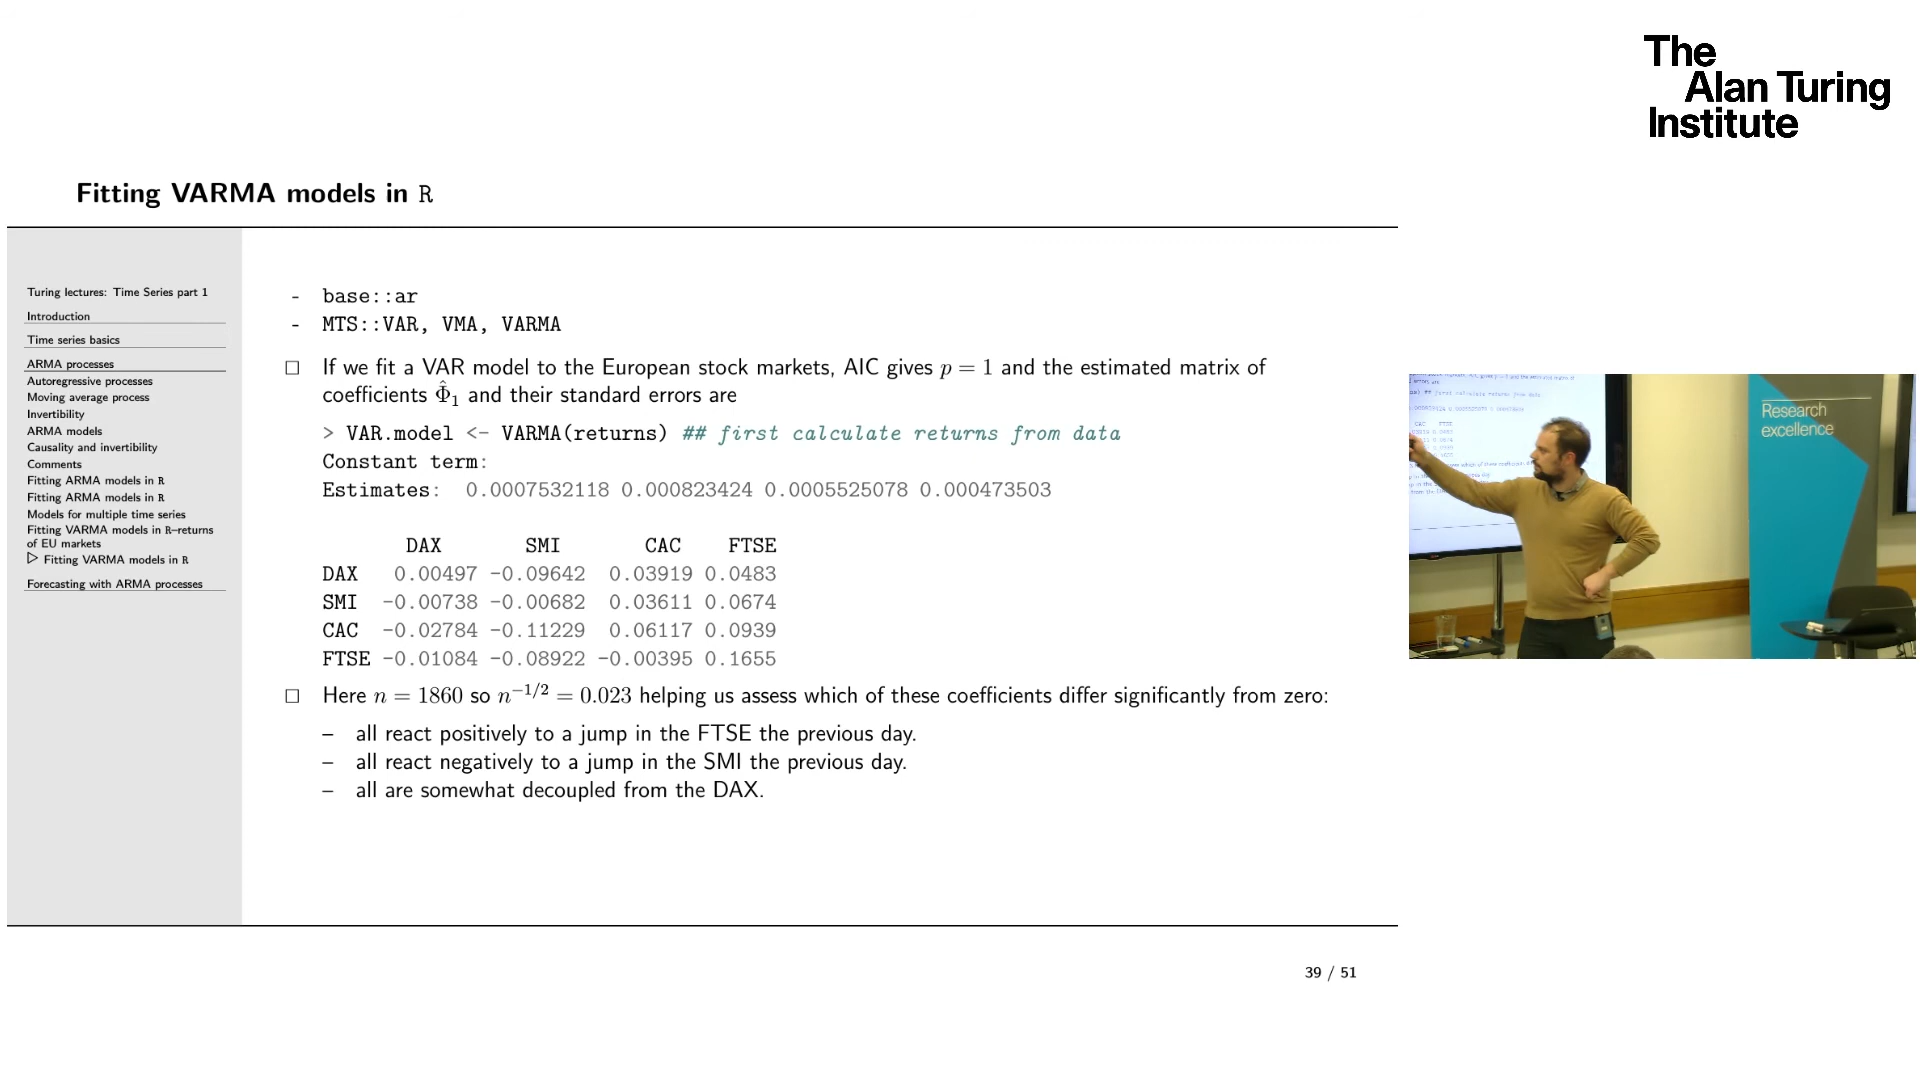 The
Alan Turing
Institute
Fitting VARMA models in R
Turing lectures: Time Series part 1
Introduction
Time series basics
ARMA processes
Autoregressive processes
Moving average process
Invertibility
ARMA models
Causality and invertibility
Comments
Fitting ARMA models in R
Fitting ARMA models in R
Models for multiple time series
Fitting VARMA models in R–returns
of EU markets
▷ Fitting VARMA models in R
Forecasting with ARMA processes
- base::ar
- MTS::VAR, VMA, VARMA
□ If we fit a VAR model to the European stock markets, AIC gives p = 1 and the estimated matrix of
coefficients Φ̂₁ and their standard errors are
> VAR.model <- VARMA(returns) ## first calculate returns from data
Constant term:
Estimates: 0.0007532118 0.000823424 0.0005525078 0.000473503
DAX SMI CAC FTSE
DAX 0.00497 -0.09642 0.03919 0.0483
SMI -0.00738 -0.00682 0.03611 0.0674
CAC -0.02784 -0.11229 0.06117 0.0939
FTSE -0.01084 -0.08922 -0.00395 0.1655
□ Here n = 1860 so n^{-1/2} = 0.023 helping us assess which of these coefficients differ significantly from zero:
– all react positively to a jump in the FTSE the previous day.
– all react negatively to a jump in the SMI the previous day.
– all are somewhat decoupled from the DAX.
39 / 51
Research
excellence